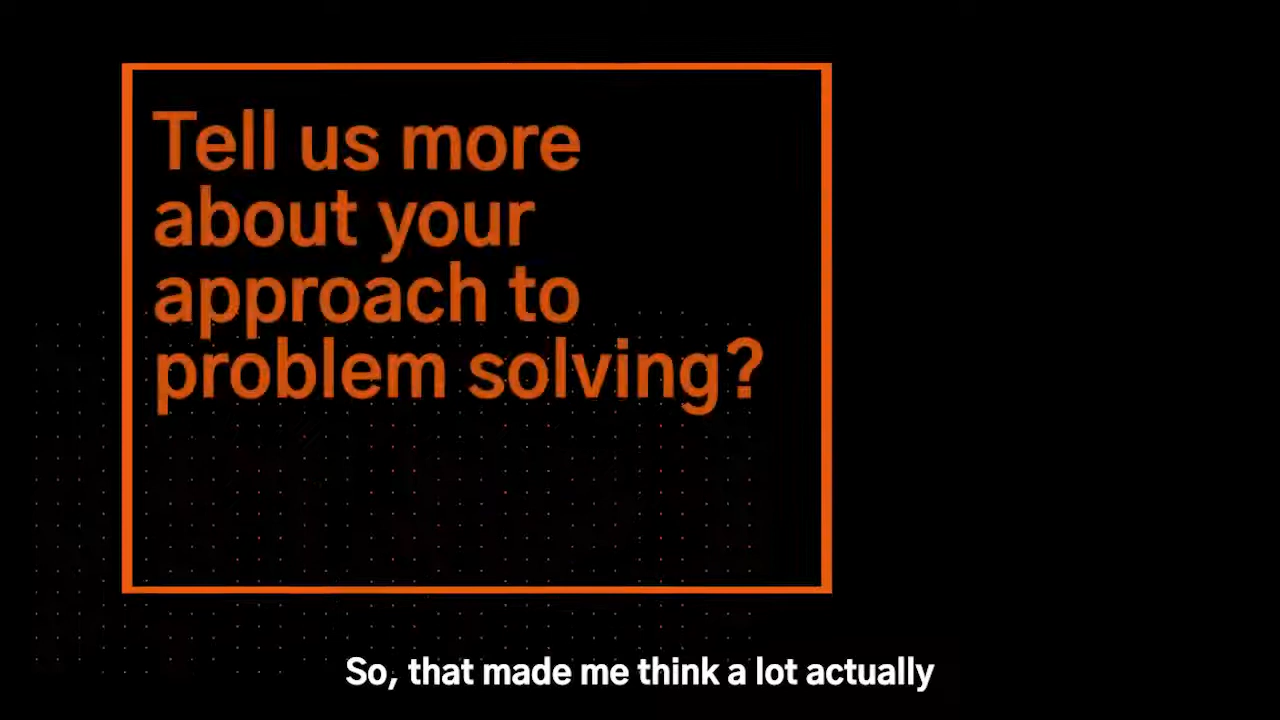 Tell us more
about your
approach to
problem solving?
So, that made me think a lot actually